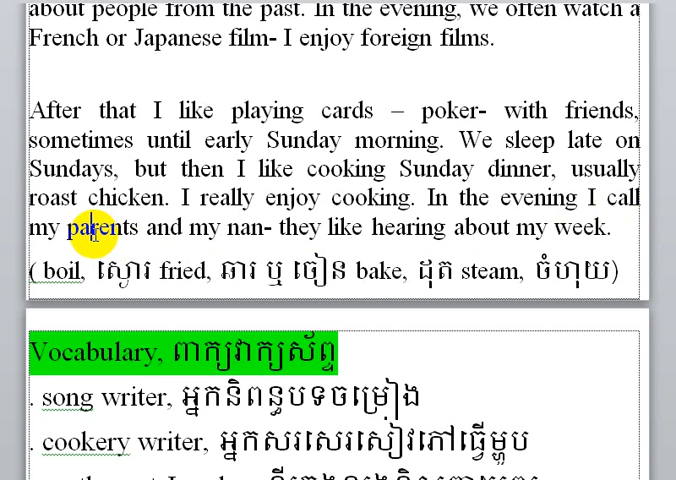 about people from the past. In the evening, we often watch a
French or Japanese film- I enjoy foreign films.
After that I like playing cards – poker- with friends,
sometimes until early Sunday morning. We sleep late on
Sundays, but then I like cooking Sunday dinner, usually
roast chicken. I really enjoy cooking. In the evening I call
my parents and my nan- they like hearing about my week.
( boil, ស្ងោរ fried, ឆារ ឬ ចៀន bake, ដុត steam, ចំហុយ)
Vocabulary, ពាក្យវាក្យស័ព្ទ
. song writer, អ្នកនិពន្ធបទចម្រៀង
. cookery writer, អ្នកសរសេរសៀវភៅធ្វើម្ហូប